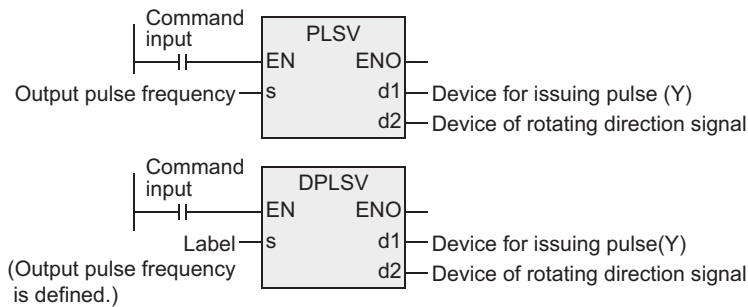 Command
input
PLSV
EN ENO
Output pulse frequency s d1 Device for issuing pulse (Y)
d2 Device of rotating direction signal
Command
input
DPLSV
EN ENO
Label s d1 Device for issuing pulse(Y)
(Output pulse frequency d2 Device of rotating direction signal
is defined.)